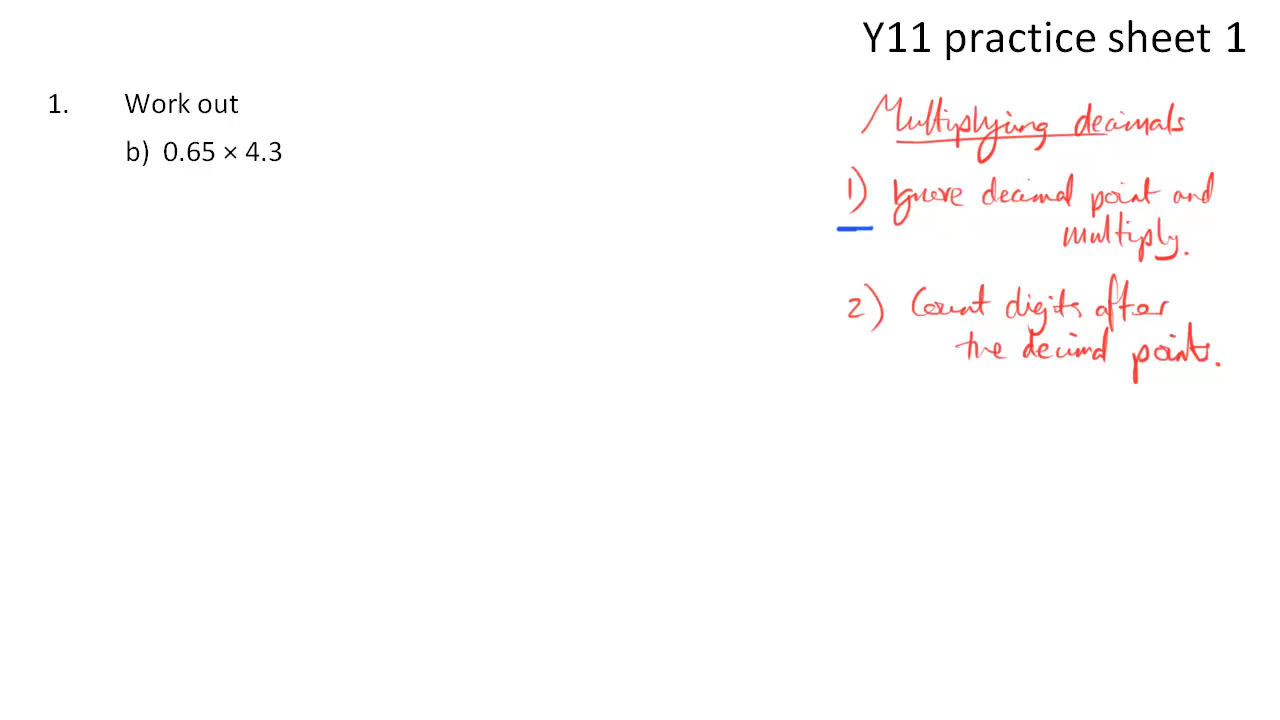 Y11 practice sheet 1
1. Work out
b) 0.65 × 4.3
Multiplying decimals
1) Ignore decimal point and
multiply.
2) Count digits after
the decimal points.